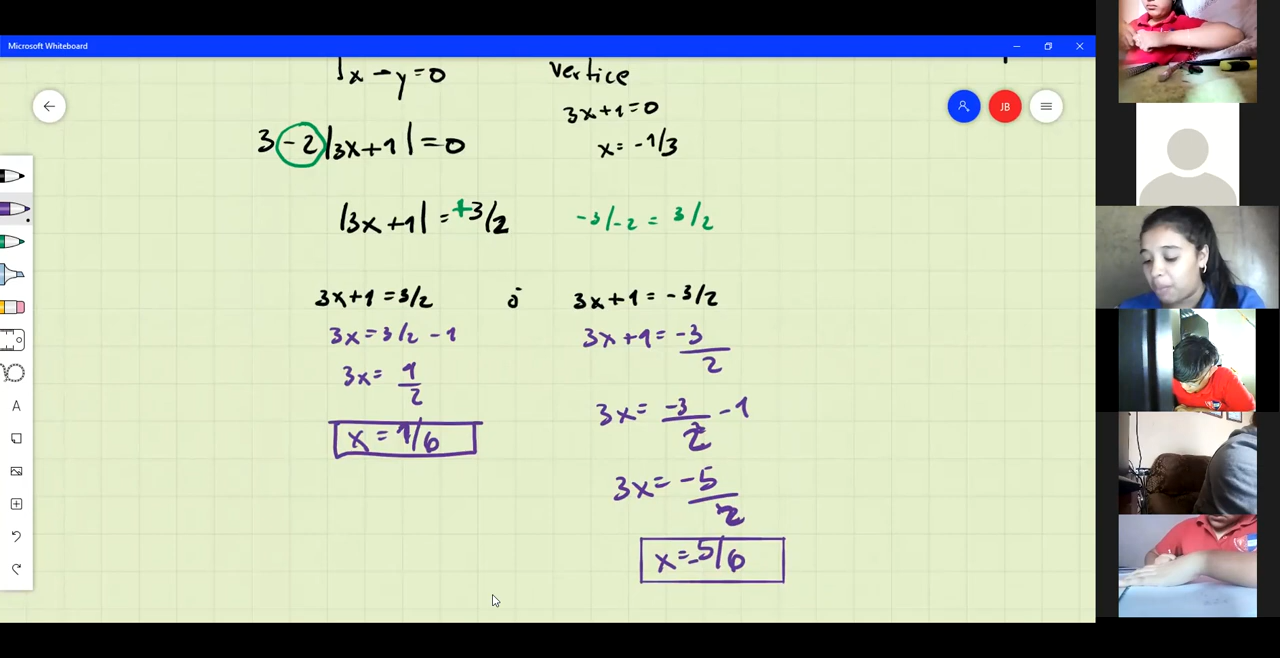 Microsoft Whiteboard
JB
x - y = 0
Vertice
3x+1=0
x = -1/3
3 -2|3x+1| = 0
|3x+1| = +3/2
-3/-2 = 3/2
3x+1 = 3/2
ó
3x+1 = -3/2
3x = 3/2 - 1
3x = 1/2
x = 1/6
3x+1 = -3/2
3x = -3/2 - 1
3x = -5/2
x = -5/6
A